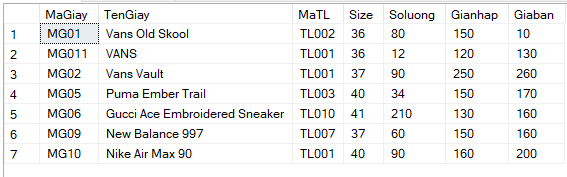 MaGiay TenGiay MaTL Size Soluong Gianhap Giaban
1 MG01 Vans Old Skool TL002 36 80 150 10
2 MG011 VANS TL001 36 12 120 130
3 MG02 Vans Vault TL001 37 90 250 260
4 MG05 Puma Ember Trail TL003 40 34 150 170
5 MG06 Gucci Ace Embroidered Sneaker TL010 41 210 130 160
6 MG09 New Balance 997 TL007 37 60 150 160
7 MG10 Nike Air Max 90 TL001 40 90 160 200